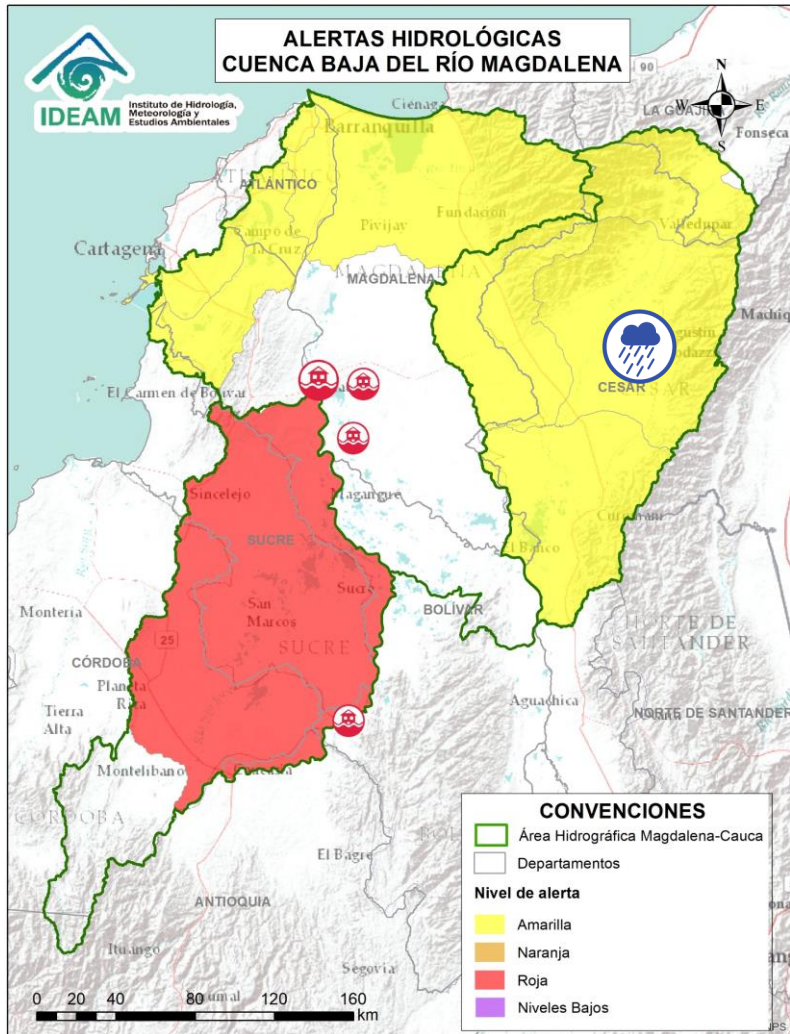 ALERTAS HIDROLÓGICAS
CUENCA BAJA DEL RÍO MAGDALENA
IDEAM
Instituto de Hidrología,
Meteorología y
Estudios Ambientales
N
W
E
S
90
Ciénaga
LA GUAJIRA
Fonseca
Barranquilla
ATLÁNTICO
Fundación
Pivijay
Valledupar
Campo de
la Cruz
Cartagena
MAGDALENA
CESAR
El Carmen de Bolívar
Sincelejo
Magangue
SUCRE
Sucre
El Banco
San
Marcos
SUCRE
BOLÍVAR
Montería
25
CÓRDOBA
Planeta
Rica
Tierra
Alta
NORTE DE
SANTANDER
Aguachica
NORTE DE SANTANDER
Montelibano
CÓRDOBA
El Bagre
ANTIOQUIA
Ituango
Segovia
CONVENCIONES
Área Hidrográfica Magdalena-Cauca
Departamentos
Nivel de alerta
Amarilla
Naranja
Roja
Niveles Bajos
0 20 40 80 120 160
km